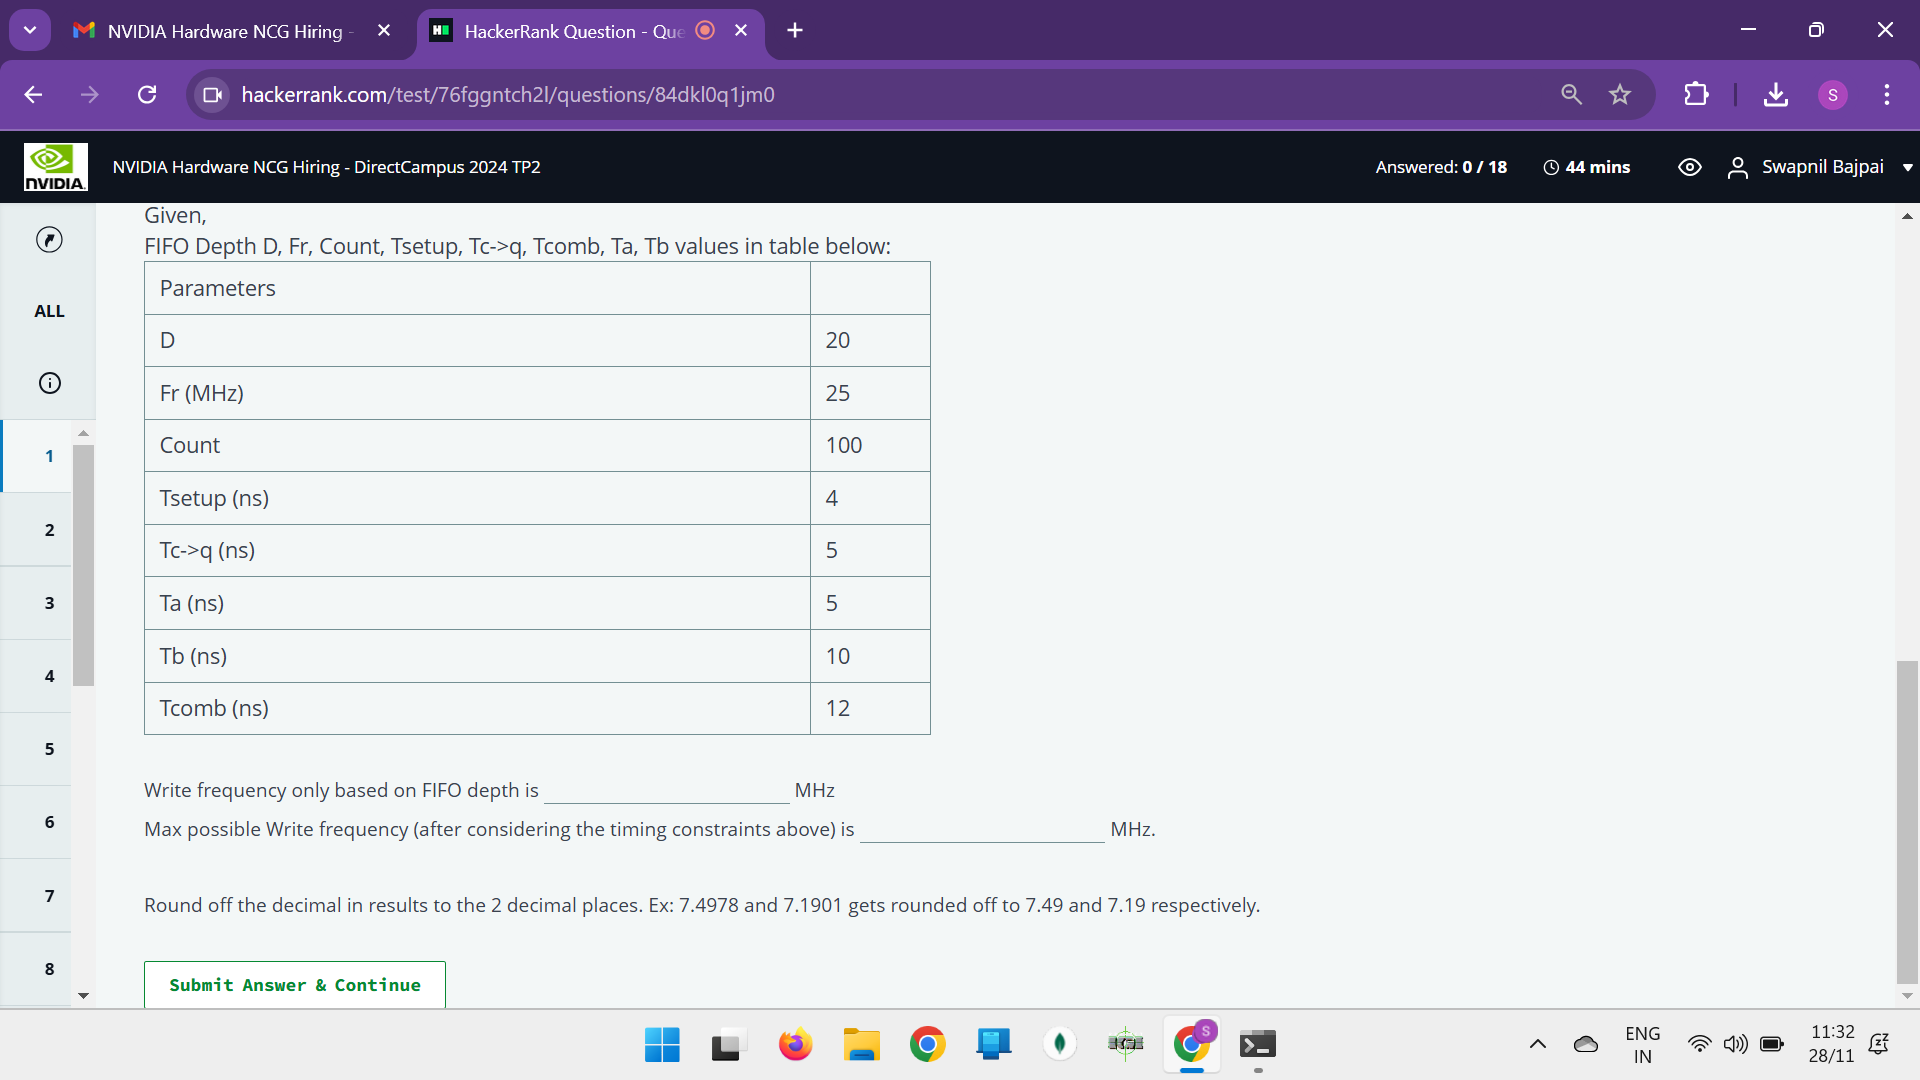 NVIDIA Hardware NCG Hiring -
HackerRank Question - Que
hackerrank.com/test/76fggntch2l/questions/84dkl0q1jm0
S
NVIDIA
NVIDIA Hardware NCG Hiring - DirectCampus 2024 TP2
Answered: 0 / 18
44 mins
Swapnil Bajpai
ALL
1
2
3
4
5
6
7
8
Given,
FIFO Depth D, Fr, Count, Tsetup, Tc->q, Tcomb, Ta, Tb values in table below:
Parameters
D 20
Fr (MHz) 25
Count 100
Tsetup (ns) 4
Tc->q (ns) 5
Ta (ns) 5
Tb (ns) 10
Tcomb (ns) 12
Write frequency only based on FIFO depth is MHz
Max possible Write frequency (after considering the timing constraints above) is MHz.
Round off the decimal in results to the 2 decimal places. Ex: 7.4978 and 7.1901 gets rounded off to 7.49 and 7.19 respectively.
Submit Answer & Continue
S
ENG
IN
11:32
28/11